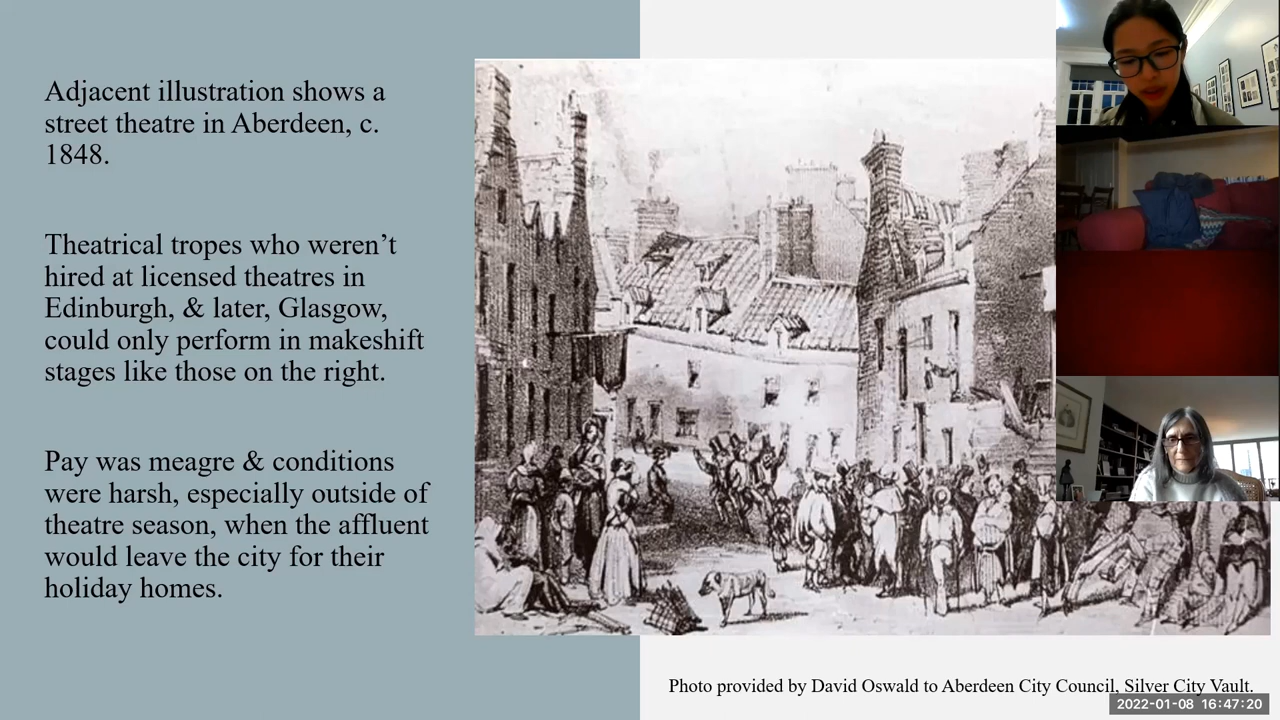 Adjacent illustration shows a
street theatre in Aberdeen, c.
1848.
Theatrical tropes who weren’t
hired at licensed theatres in
Edinburgh, & later, Glasgow,
could only perform in makeshift
stages like those on the right.
Pay was meagre & conditions
were harsh, especially outside of
theatre season, when the affluent
would leave the city for their
holiday homes.
Photo provided by David Oswald to Aberdeen City Council, Silver City Vault.
2022-01-08 16:47:20